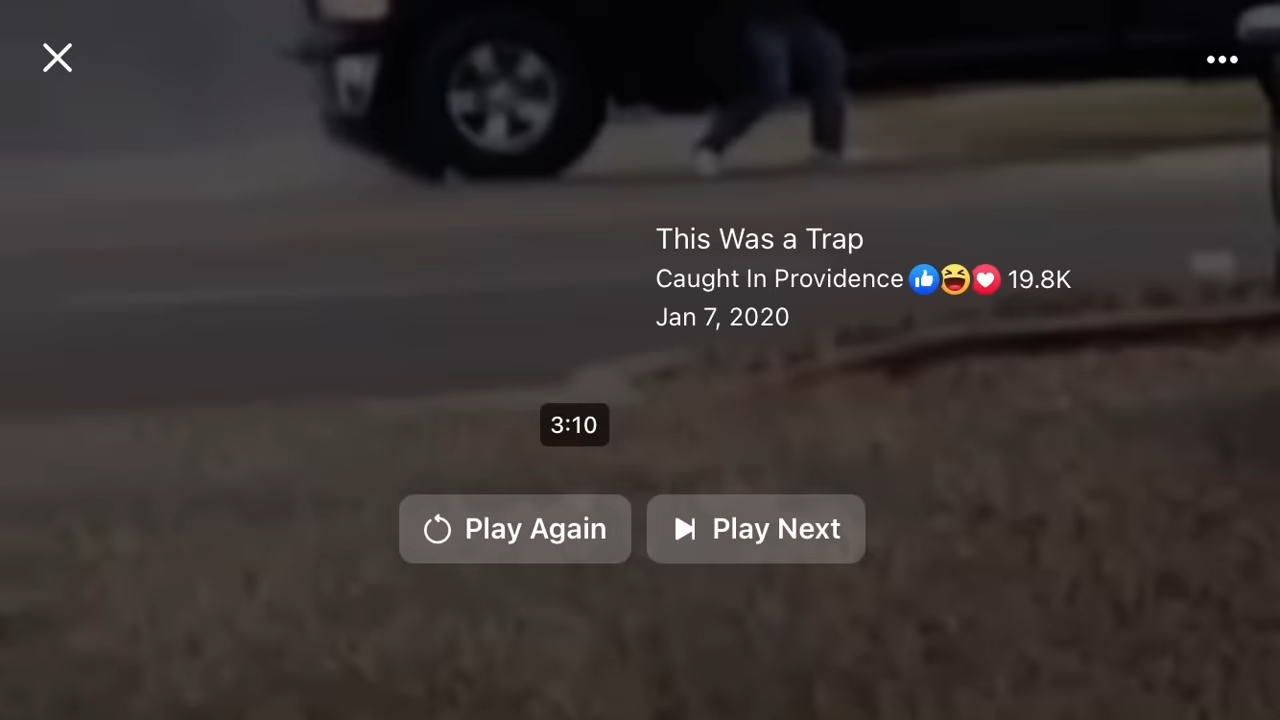 This Was a Trap
Caught In Providence 19.8K
Jan 7, 2020
3:10
Play Again
Play Next